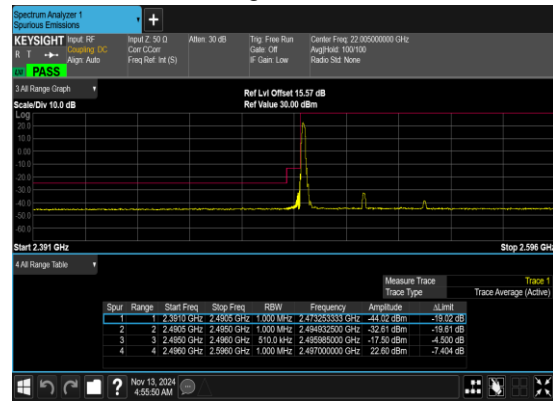 Spectrum Analyzer 1
Spurious Emissions
+
KEYSIGHT Input: RF Input Z: 50 Ω Atten: 30 dB Trig: Free Run Center Freq: 22.005000000 GHz
R T Coupling: DC Corr CCorr Gate: Off Avg|Hold: 100/100
Align: Auto Freq Ref: Int (S) IF Gain: Low Radio Std: None
PASS
3 All Range Graph
Ref Lvl Offset 15.57 dB
Scale/Div 10.0 dB Ref Value 30.00 dBm
Log
20.0
10.0
0.00
-10.0
-20.0
-30.0
-40.0
-50.0
-60.0
Start 2.391 GHz Stop 2.596 GHz
4 All Range Table
Measure Trace Trace 1
Trace Type Trace Average (Active)
Spur Range Start Freq Stop Freq RBW Frequency Amplitude ΔLimit
1 1 2.3910 GHz 2.4905 GHz 1.000 MHz 2.473253333 GHz -44.02 dBm -19.02 dB
2 2 2.4905 GHz 2.4950 GHz 1.000 MHz 2.494932500 GHz -32.61 dBm -19.61 dB
3 3 2.4950 GHz 2.4960 GHz 510.0 kHz 2.495985000 GHz -17.50 dBm -4.500 dB
4 4 2.4960 GHz 2.5960 GHz 1.000 MHz 2.497000000 GHz 22.60 dBm -7.404 dB
? Nov 13, 2024
4:55:50 AM